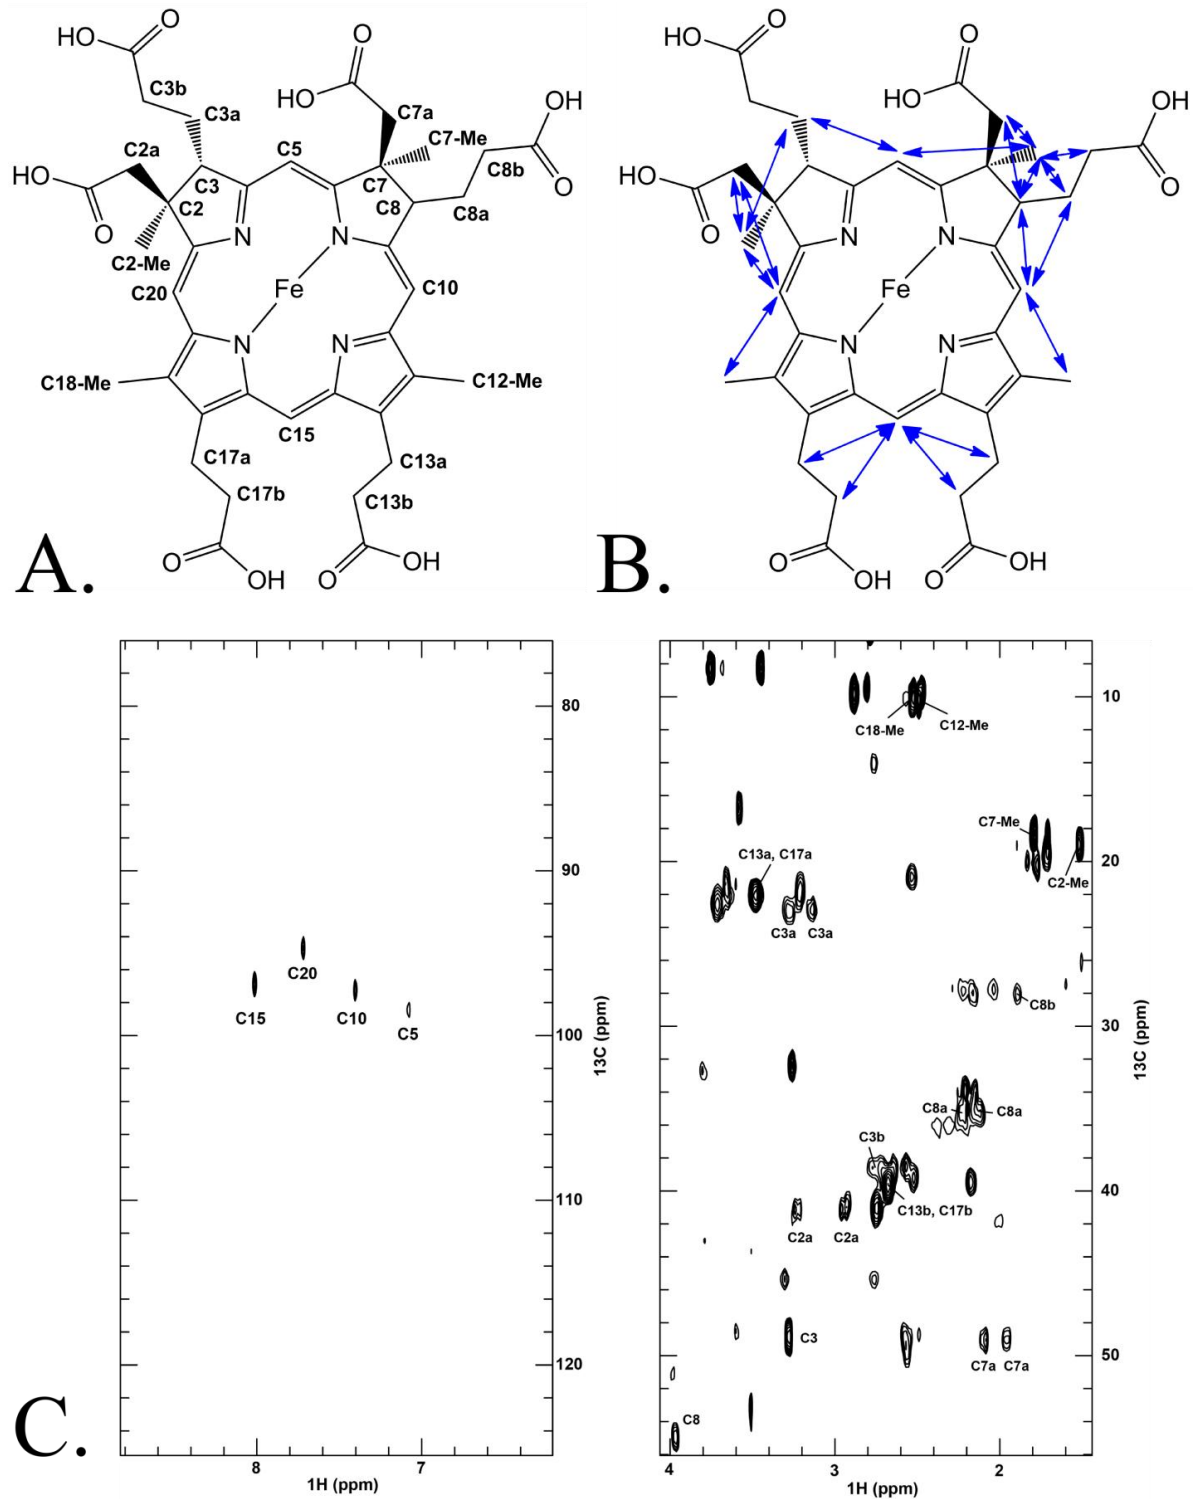 O
HO
C3b
C3a
O
HO
C7a
C7-Me
OH
C8b
O
C8a
C2a
O
HO
O
C5
C3
C2
C7
C8
C2-Me
N
N
C20
Fe
C10
N
N
C18-Me
C12-Me
C15
C17a
C13a
C17b
C13b
O
OH
O
OH
A.
O
HO
O
HO
OH
O
O
HO
O
N
N
Fe
N
N
O
OH
O
OH
B.
80
90
100
110
120
13C (ppm)
C20
C15
C10
C5
8
7
1H (ppm)
10
20
30
40
50
13C (ppm)
C18-Me
C12-Me
C7-Me
C13a, C17a
C2-Me
C3a
C3a
C8b
C8a
C8a
C3b
C13b, C17b
C2a
C2a
C3
C7a
C7a
C8
4
3
2
1H (ppm)
C.